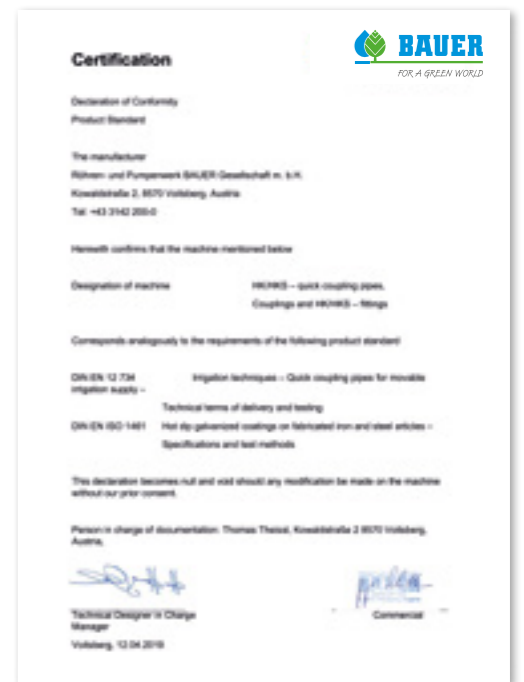 BAUER
FOR A GREEN WORLD
Certification
Declaration of Conformity
Product Standard
The manufacturer
Röhren- und Pumpenwerk BAUER Gesellschaft m. b.H.
Kowaldstraße 2, 8570 Voitsberg, Austria
Tel: +43 3142 200-0
Herewith confirms that the machine mentioned below
Designation of machine HK/HKS – quick coupling pipes,
Couplings and HK/HKS – fittings
Corresponds analogously to the requirements of the following product standard
DIN EN 12 734 Irrigation techniques – Quick coupling pipes for movable
irrigation supply –
Technical terms of delivery and testing
DIN EN ISO 1461 Hot dip galvanized coatings on fabricated iron and steel articles –
Specifications and test methods
This declaration becomes null and void should any modification be made on the machine
without our prior consent.
Person in charge of documentation: Thomas Kowaldstraße 2 8570 Voitsberg,
Austria,
Technical Designer in Charge Commercial
Manager
Voitsberg, 12.04.